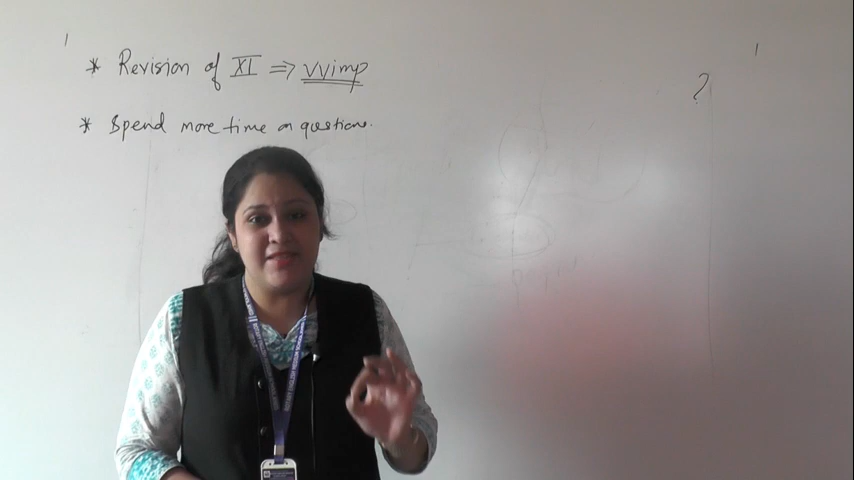 * Revision of XI ⇒ VVimp
?
* Spend more time on questions.